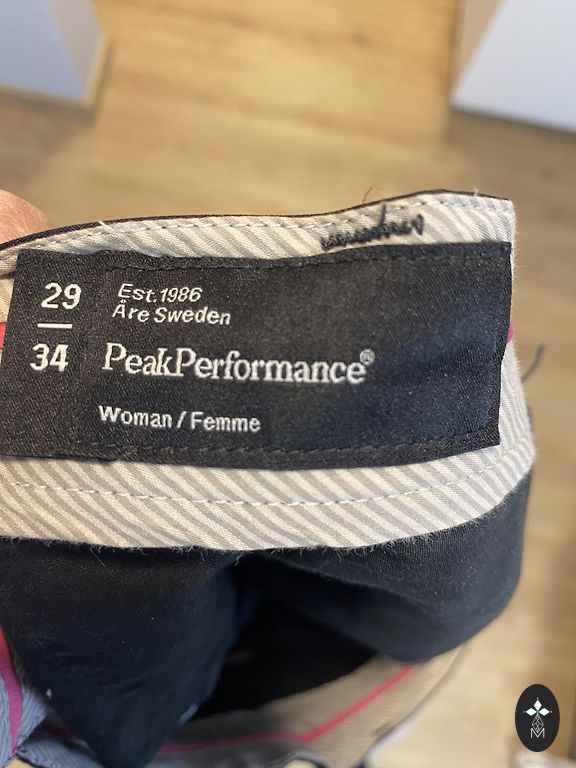 29
34
Est.1986
Åre Sweden
PeakPerformance®
Woman / Femme